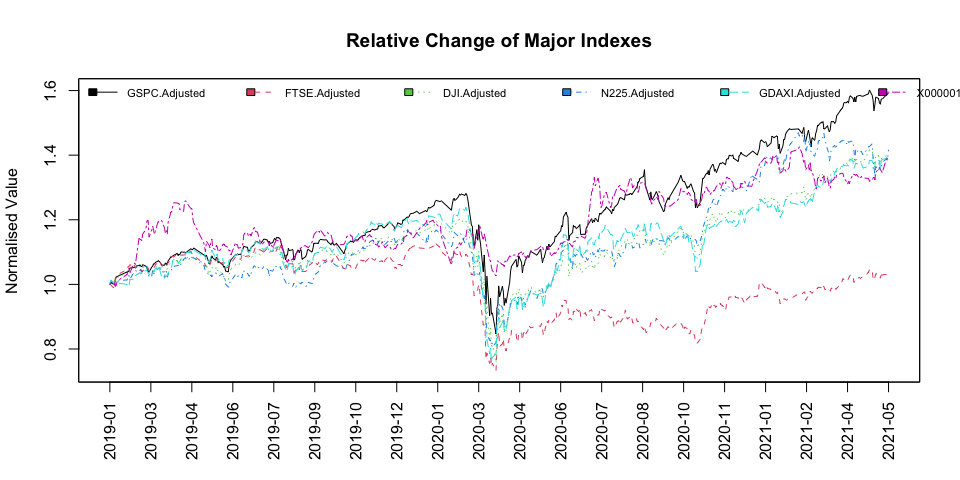 Relative Change of Major Indexes
Normalised Value
1.6
1.4
1.2
1.0
0.8
GSPC.Adjusted FTSE.Adjusted DJI.Adjusted N225.Adjusted GDAXI.Adjusted X000001
2019-01 2019-03 2019-04 2019-06 2019-07 2019-09 2019-10 2019-12 2020-01 2020-03 2020-04 2020-06 2020-07 2020-08 2020-10 2020-11 2021-01 2021-02 2021-04 2021-05